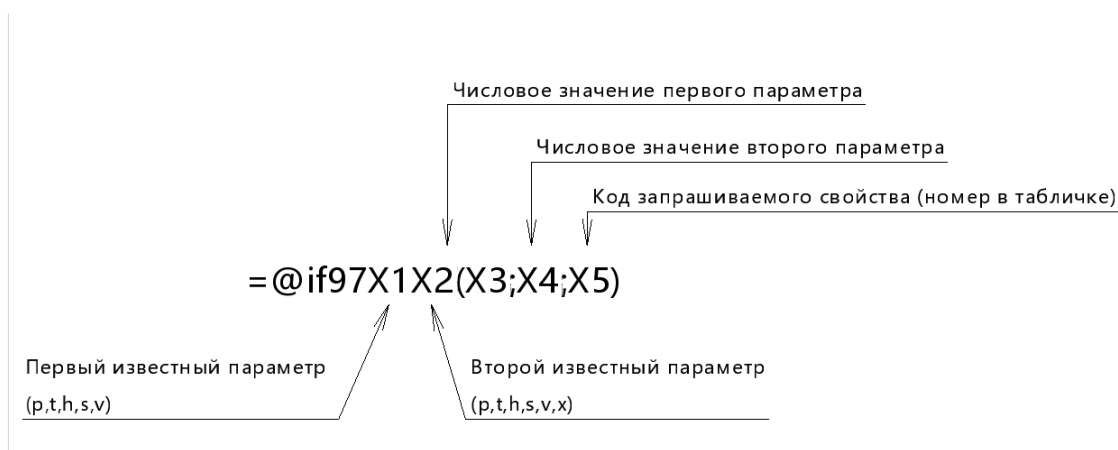 Числовое значение первого параметра
Числовое значение второго параметра
Код запрашиваемого свойства (номер в табличке)
=@if97X1X2(X3;X4;X5)
Первый известный параметр
(p,t,h,s,v)
Второй известный параметр
(p,t,h,s,v,x)